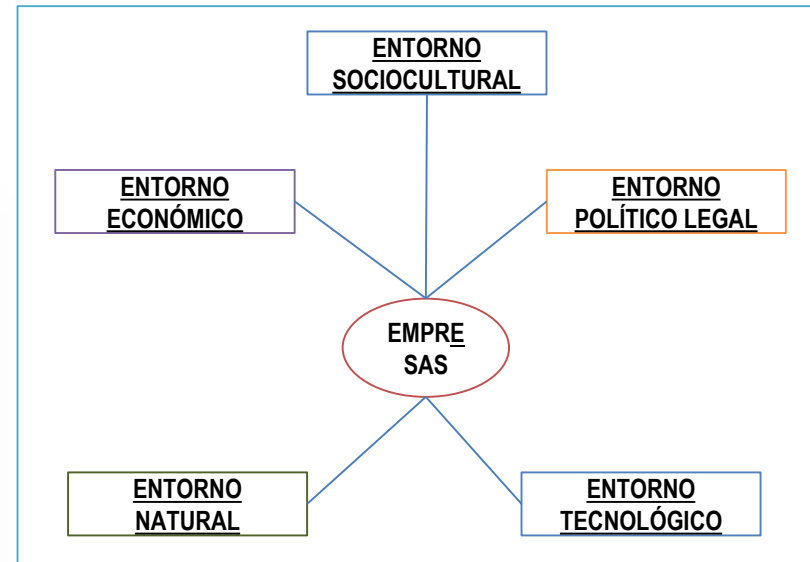 ENTORNO
SOCIOCULTURAL
ENTORNO
ECONÓMICO
ENTORNO
POLÍTICO LEGAL
EMPRE
SAS
ENTORNO
NATURAL
ENTORNO
TECNOLÓGICO